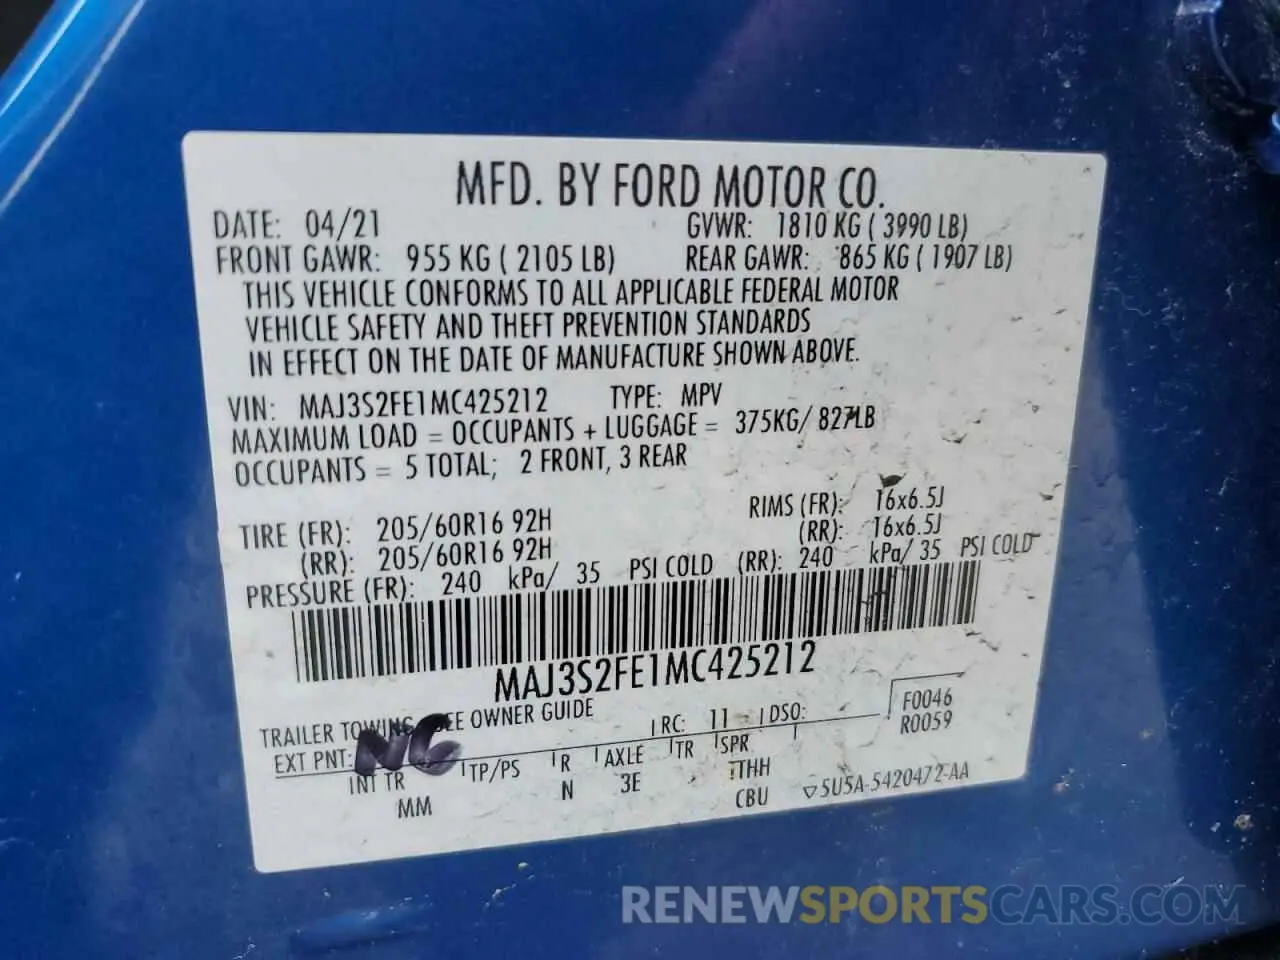 MFD. BY FORD MOTOR CO.
DATE: 04/21 GVWR: 1810 KG ( 3990 LB)
FRONT GAWR: 955 KG ( 2105 LB) REAR GAWR: 865 KG ( 1907 LB)
THIS VEHICLE CONFORMS TO ALL APPLICABLE FEDERAL MOTOR
VEHICLE SAFETY AND THEFT PREVENTION STANDARDS
IN EFFECT ON THE DATE OF MANUFACTURE SHOWN ABOVE.
VIN: MAJ3S2FE1MC425212 TYPE: MPV
MAXIMUM LOAD = OCCUPANTS + LUGGAGE = 375KG/ 827LB
OCCUPANTS = 5 TOTAL; 2 FRONT, 3 REAR
TIRE (FR): 205/60R16 92H RIMS (FR): 16x6.5J
(RR): 205/60R16 92H (RR): 16x6.5J
PRESSURE (FR): 240 kPa/ 35 PSI COLD (RR): 240 kPa/ 35 PSI COLD
MAJ3S2FE1MC425212
TRAILER TOWING SEE OWNER GUIDE
EXT PNT: N6 RC: 11 DSO: F0046
R0059
INT TR TP/PS R AXLE TR SPR
MM N 3E THH
CBU ▽5U5A-5420472-AA
RENEWSPORTSCARS.COM